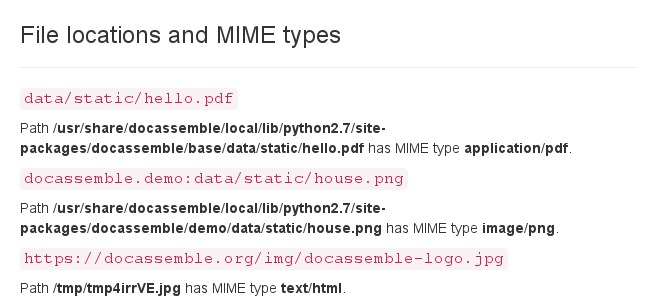 File locations and MIME types
data/static/hello.pdf
Path /usr/share/docassemble/local/lib/python2.7/site-
packages/docassemble/base/data/static/hello.pdf has MIME type application/pdf.
docassemble.demo:data/static/house.png
Path /usr/share/docassemble/local/lib/python2.7/site-
packages/docassemble/demo/data/static/house.png has MIME type image/png.
https://docassemble.org/img/docassemble-logo.jpg
Path /tmp/tmp4irrVE.jpg has MIME type text/html.